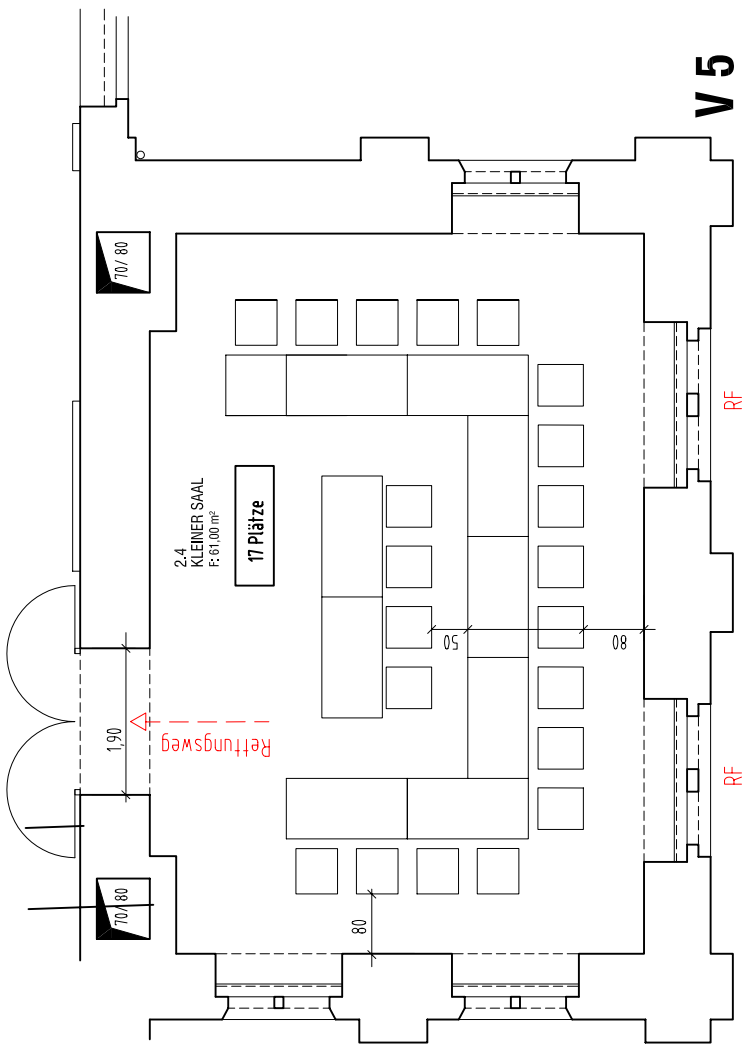 V 5
70/ 80
2.4
KLEINER SAAL
F: 61,00 m²
17 Plätze
1,90
Rettungsweg
50
80
RF
70/ 80
80
RF